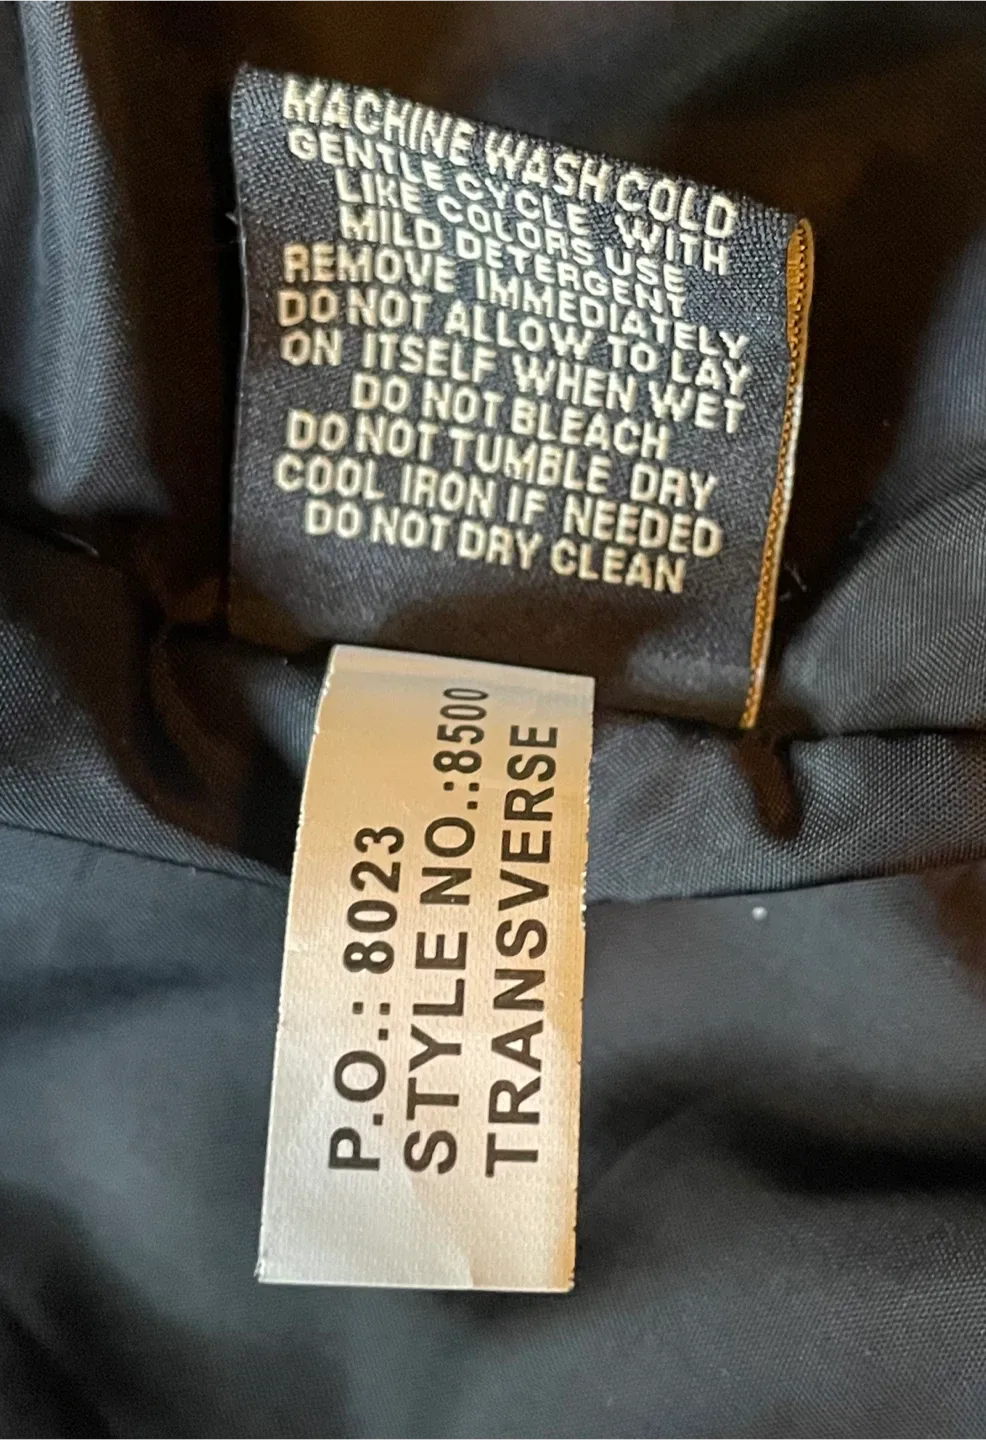 MACHINE WASH COLD
GENTLE CYCLE WITH
LIKE COLORS USE
MILD DETERGENT
REMOVE IMMEDIATELY
DO NOT ALLOW TO LAY
ON ITSELF WHEN WET
DO NOT BLEACH
DO NOT TUMBLE DRY
COOL IRON IF NEEDED
DO NOT DRY CLEAN
P.O.: 8023
STYLE NO.:8500
TRANSVERSE